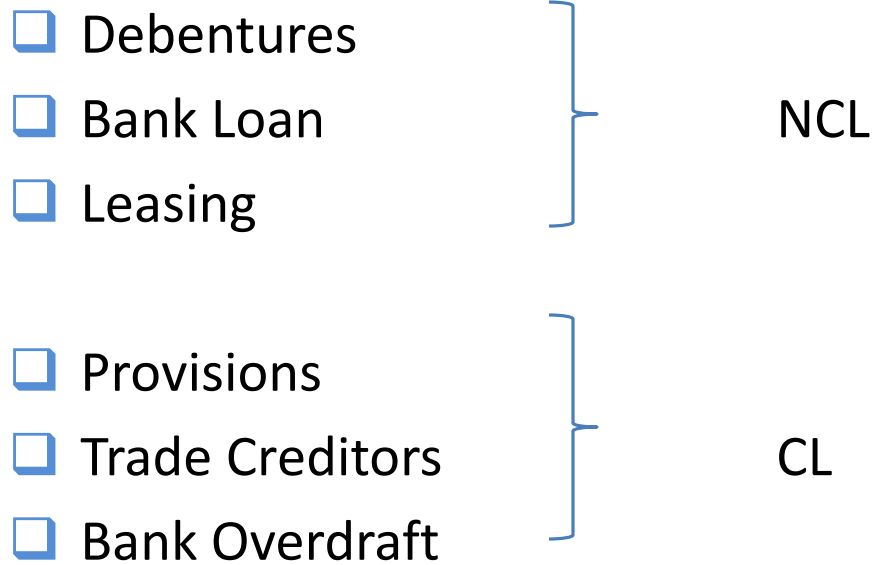 Debentures
Bank Loan
NCL
Leasing
Provisions
Trade Creditors
CL
Bank Overdraft